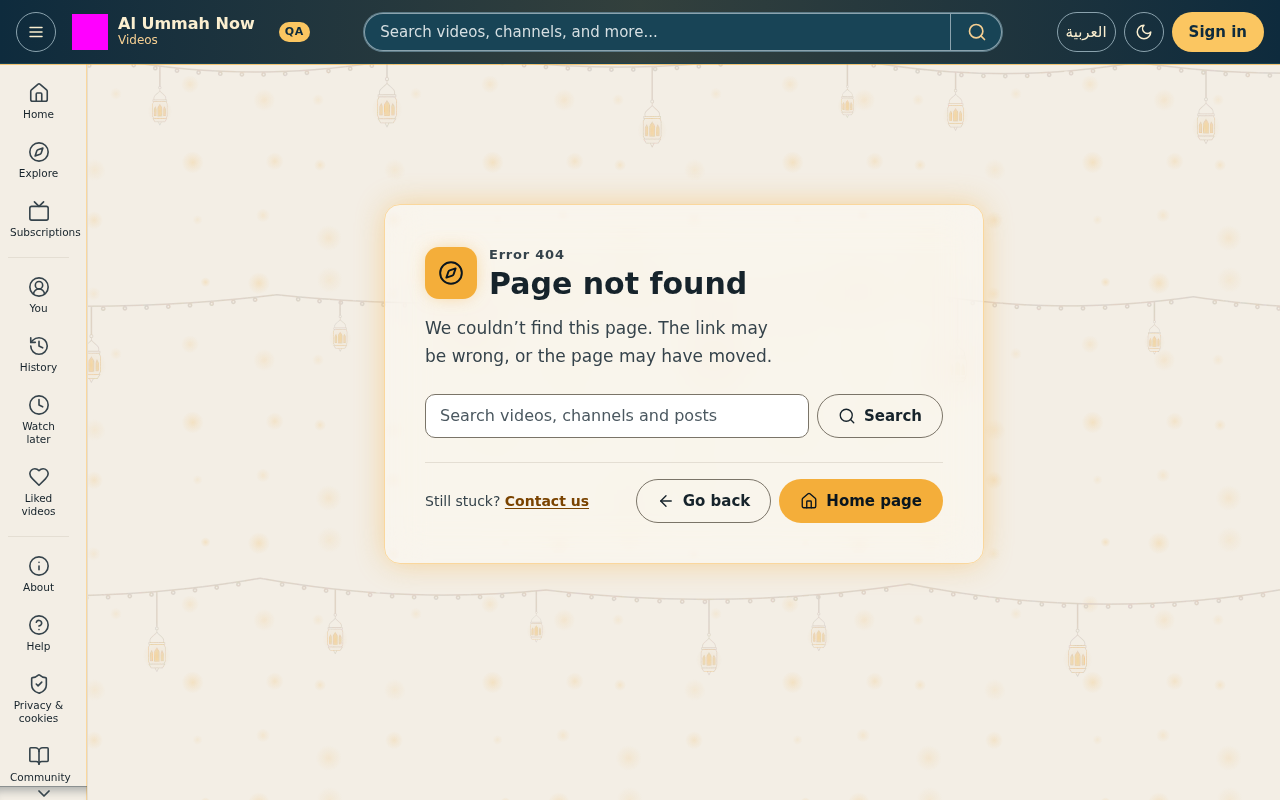 Al Ummah Now
Videos
QA
Search videos, channels, and more...
العربية
Sign in
Home
Explore
Subscriptions
You
History
Watch
later
Liked
videos
About
Help
Privacy &
cookies
Community
Error 404
Page not found
We couldn’t find this page. The link may
be wrong, or the page may have moved.
Search videos, channels and posts
Search
Still stuck? Contact us
Go back
Home page